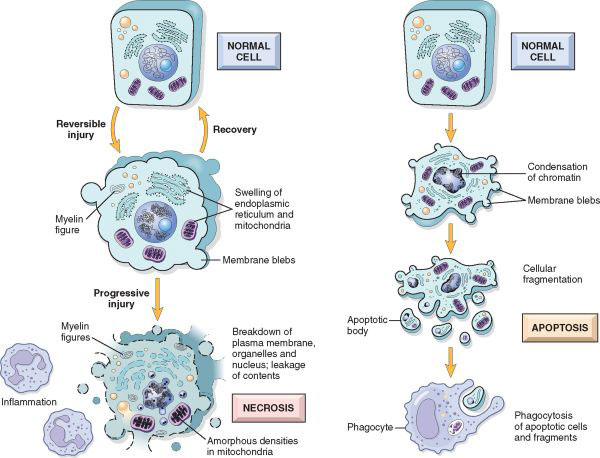 NORMAL
CELL
Reversible
injury
Recovery
Myelin
figure
Swelling of
endoplasmic
reticulum and
mitochondria
Membrane blebs
Progressive
injury
Myelin
figures
Breakdown of
plasma membrane,
organelles and
nucleus; leakage
of contents
Inflammation
NECROSIS
Amorphous densities
in mitochondria
NORMAL
CELL
Condensation
of chromatin
Membrane blebs
Cellular
fragmentation
Apoptotic
body
APOPTOSIS
Phagocyte
Phagocytosis
of apoptotic cells
and fragments